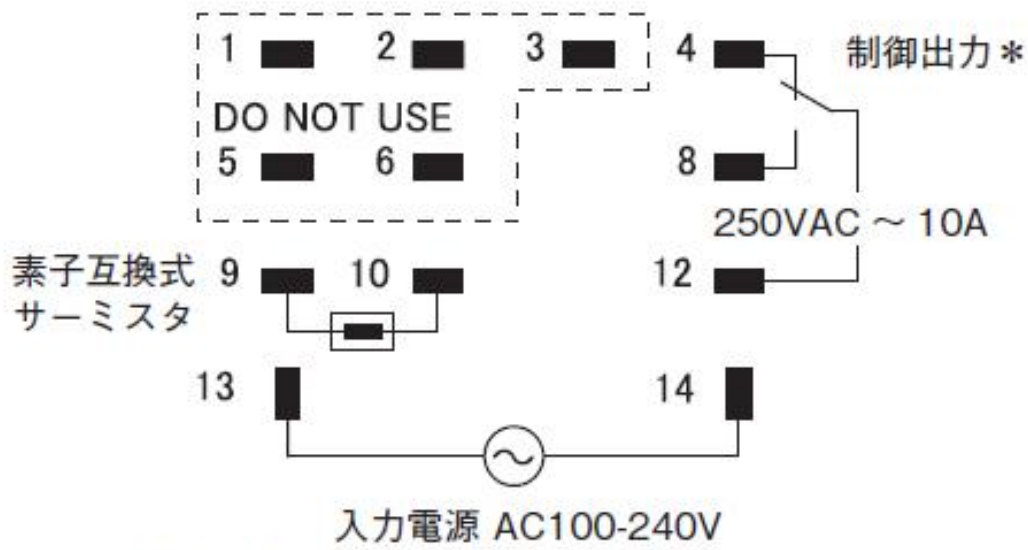 1 2 3 4 制御出力＊
DO NOT USE
5 6 8
250VAC ～ 10A
素子互換式 9 10 12
サーミスタ
13 14
入力電源 AC100-240V